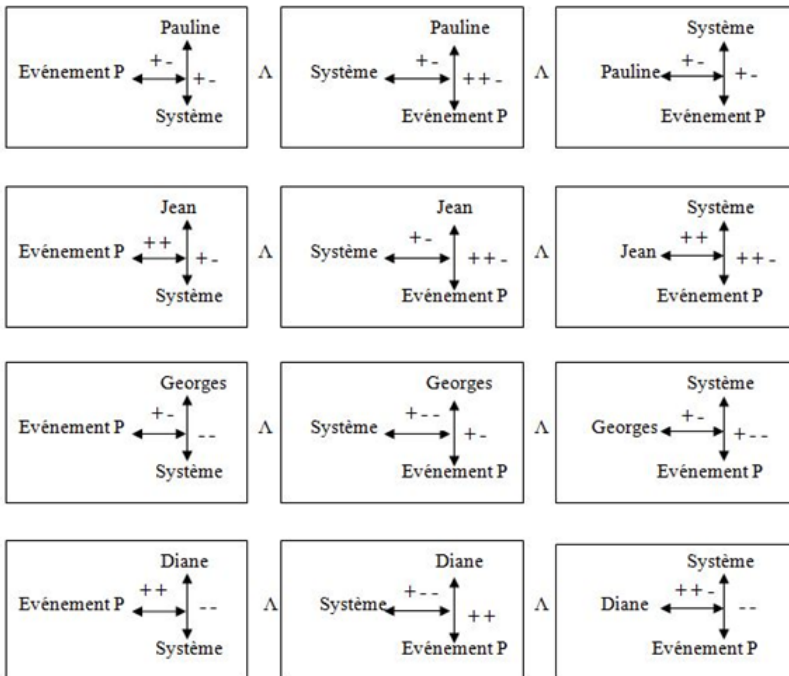 Pauline
Evénement P
+ -
+ -
Système
Λ
Pauline
Système
+ -
+ + -
Evénement P
Λ
Système
Pauline
+ -
+ -
Evénement P
Jean
Evénement P
+ +
+ -
Système
Λ
Jean
Système
+ -
+ + -
Evénement P
Λ
Système
Jean
+ +
+ + -
Evénement P
Georges
Evénement P
+ -
- -
Système
Λ
Georges
Système
+ - -
+ -
Evénement P
Λ
Système
Georges
+ -
+ - -
Evénement P
Diane
Evénement P
+ +
- -
Système
Λ
Diane
Système
+ - -
+ +
Evénement P
Λ
Système
Diane
+ + -
- -
Evénement P